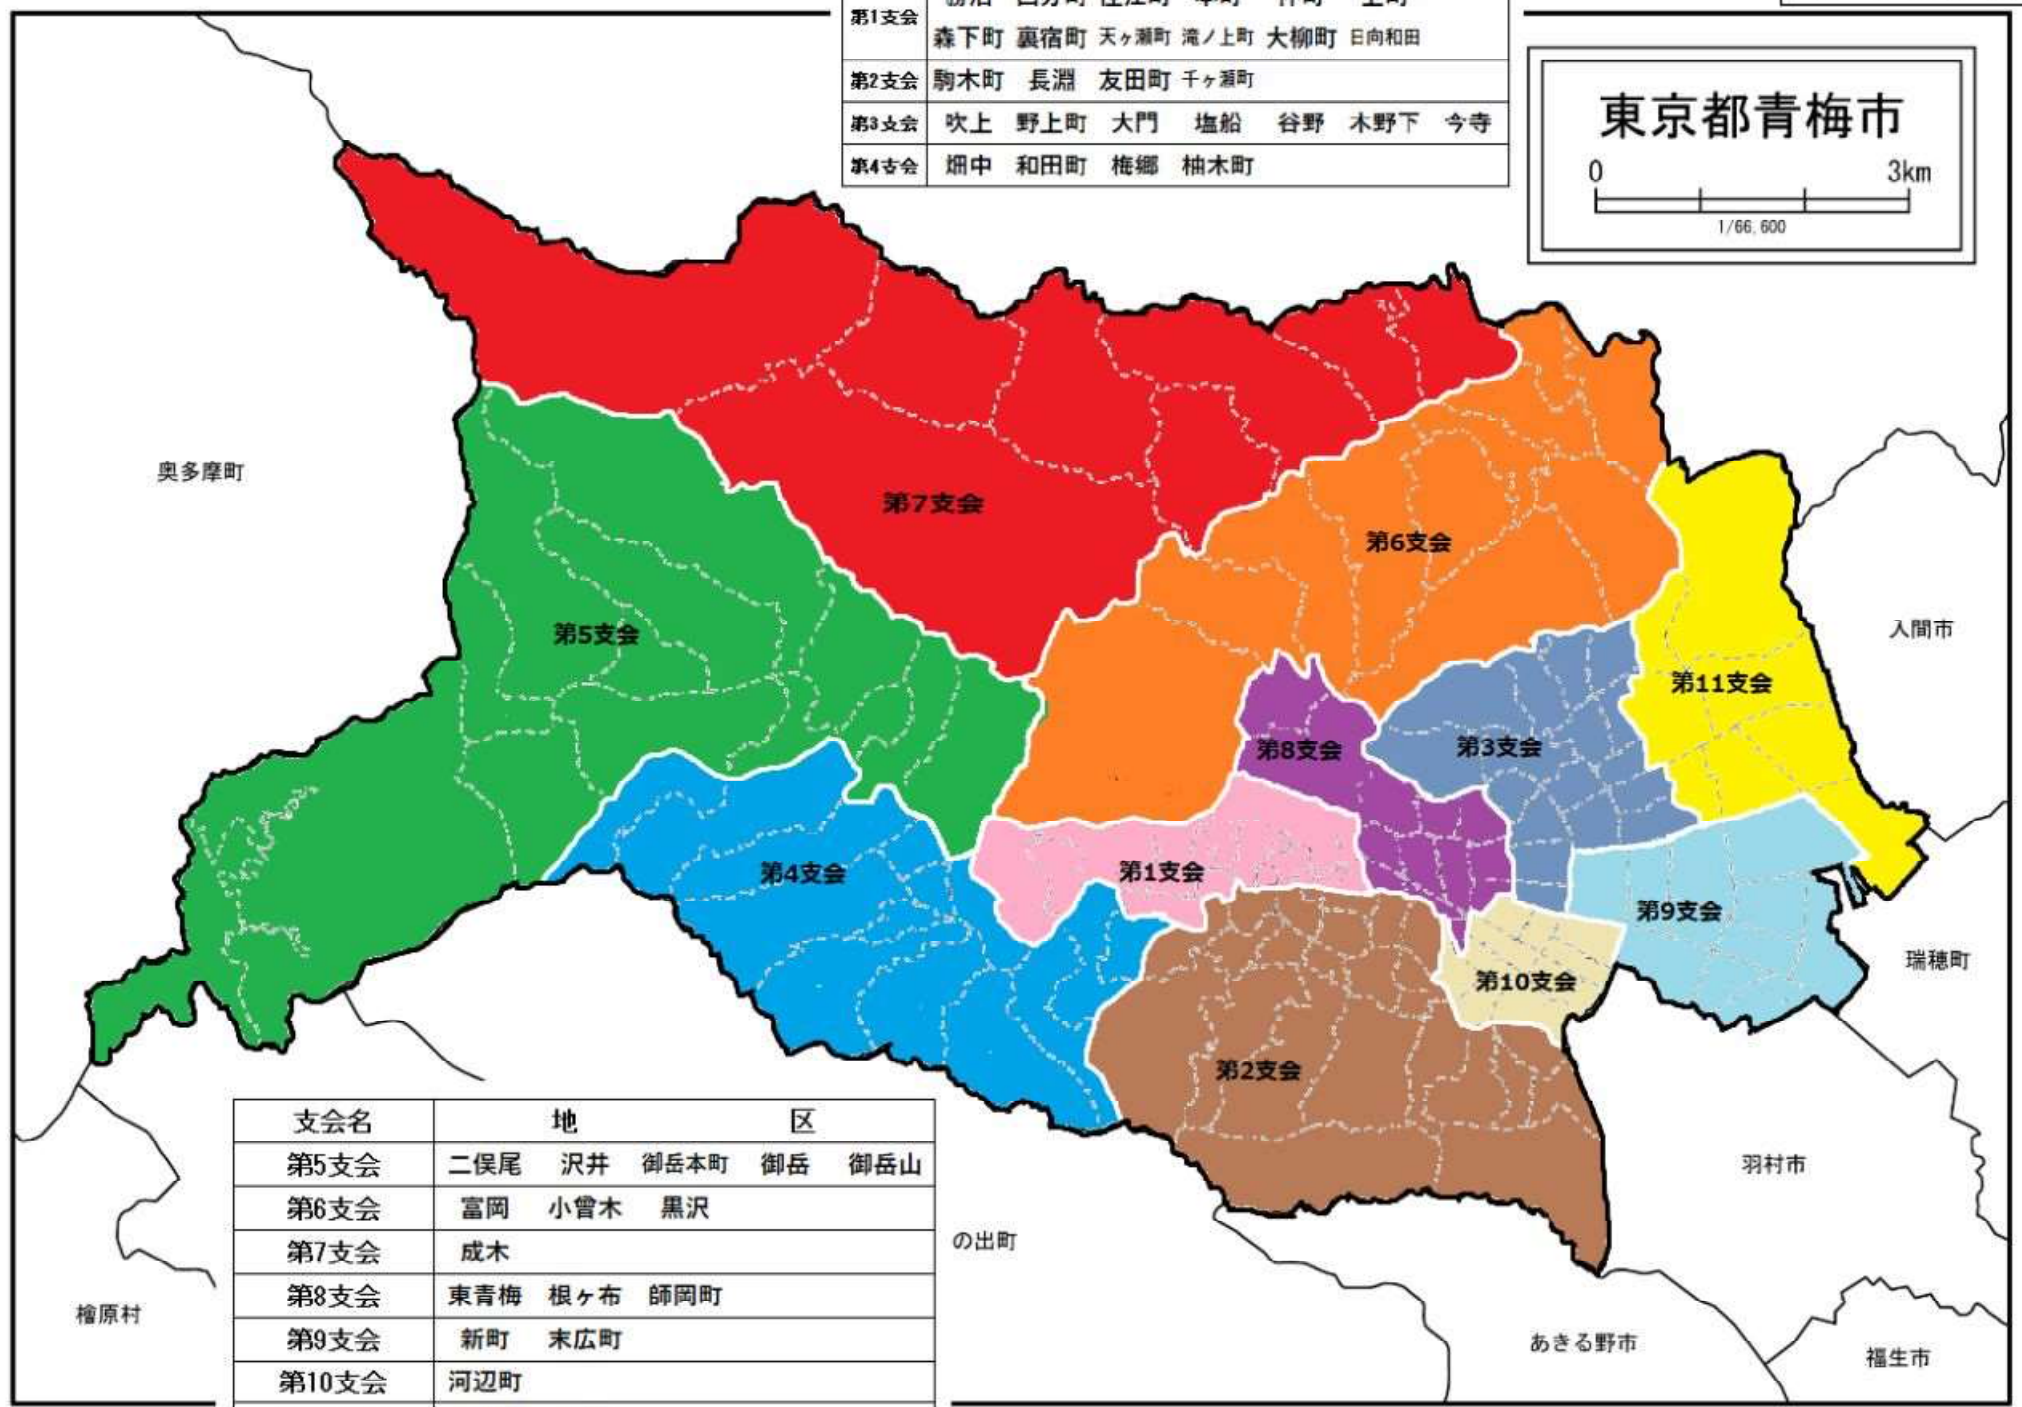 第1支会
森下町 裏宿町 天ヶ瀬町 滝ノ上町 大柳町 日向和田
第2支会 駒木町 長淵 友田町 千ヶ瀬町
第3支会 吹上 野上町 大門 塩船 谷野 木野下 今寺
第4支会 畑中 和田町 梅郷 柚木町
東京都青梅市
0 3km
1/66,600
奥多摩町
第7支会
第6支会
第5支会
入間市
第11支会
第8支会
第3支会
第4支会
第1支会
第9支会
瑞穂町
第10支会
第2支会
支会名 地 区
第5支会 二俣尾 沢井 御岳本町 御岳 御岳山
第6支会 富岡 小曾木 黒沢
第7支会 成木
第8支会 東青梅 根ヶ布 師岡町
第9支会 新町 末広町
第10支会 河辺町
羽村市
の出町
檜原村
あきる野市
福生市